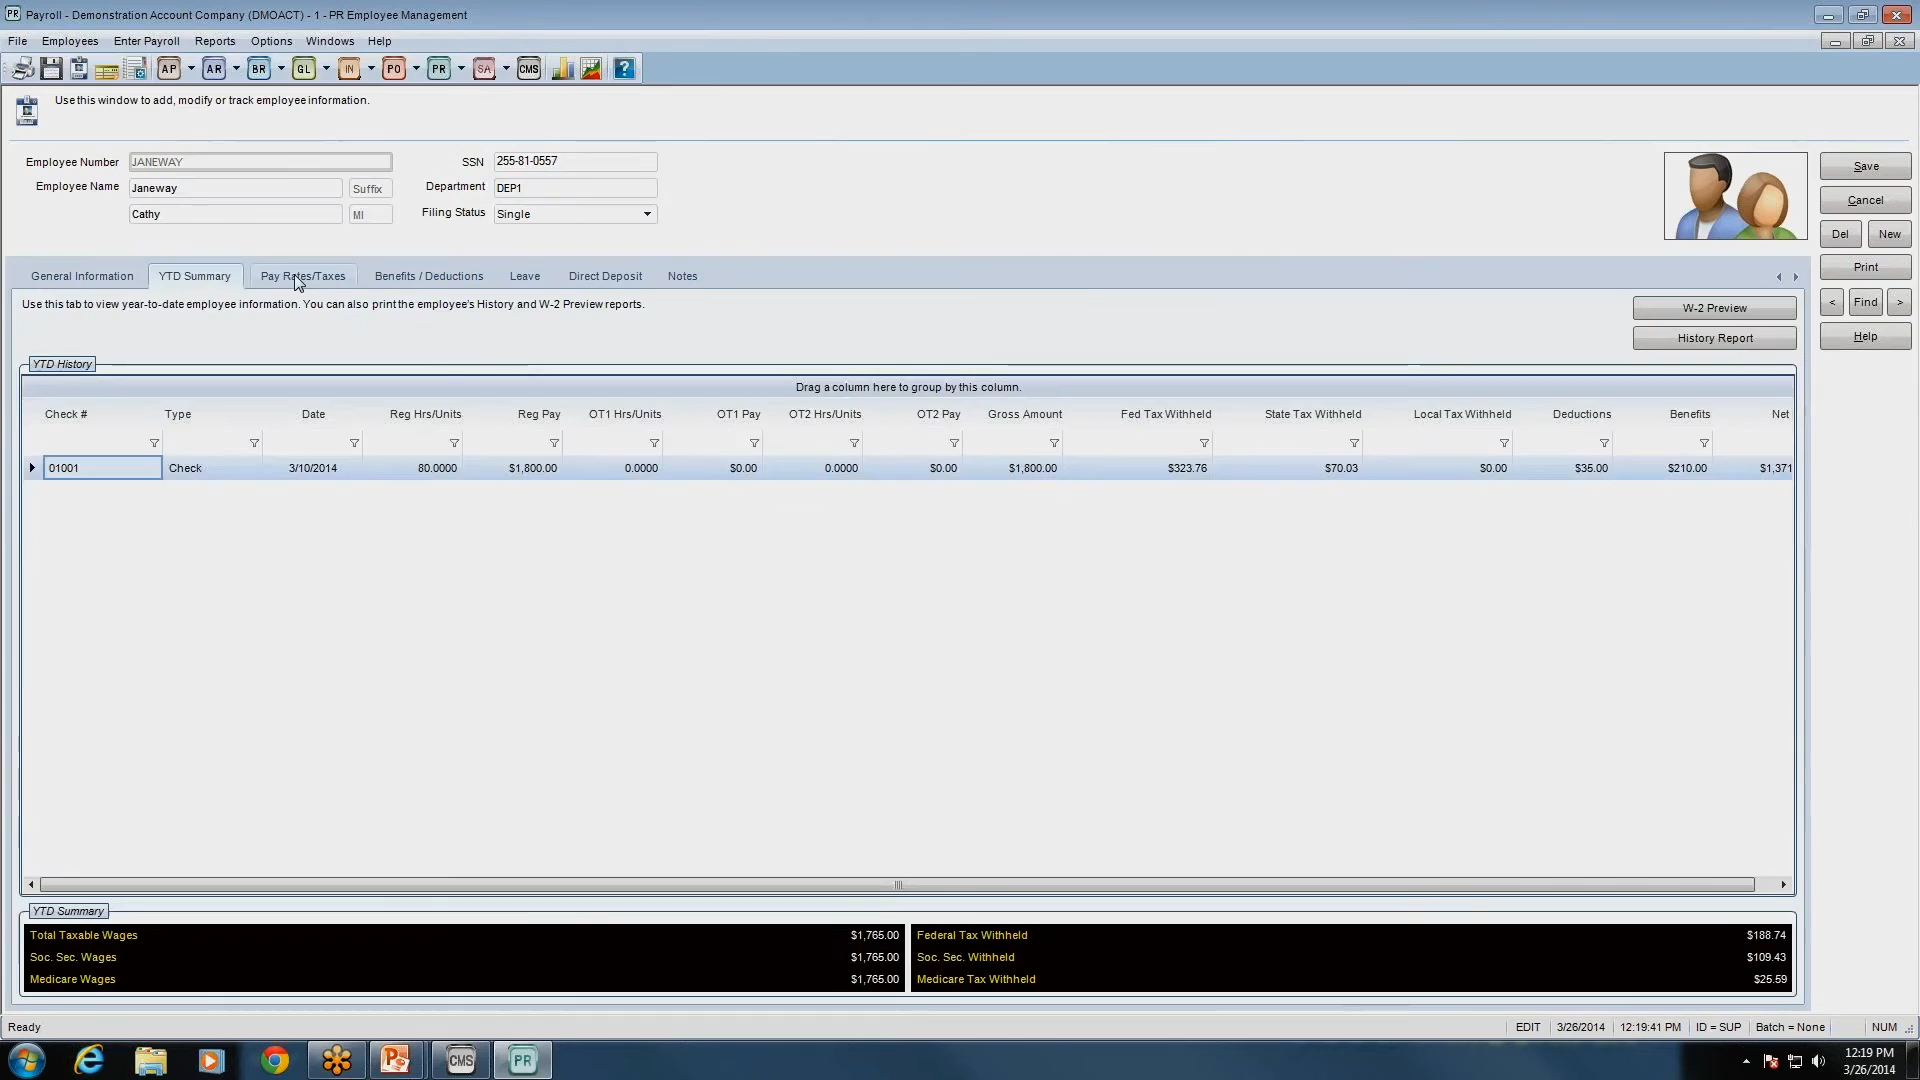 PR Payroll - Demonstration Account Company (DMOACT) - 1 - PR Employee Management
File Employees Enter Payroll Reports Options Windows Help
AP AR BR GL IN PO PR SA CMS ?
Use this window to add, modify or track employee information.
Employee Number JANEWAY SSN 255-81-0557
Employee Name Janeway Suffix Department DEP1
Cathy MI Filing Status Single
Save
Cancel
Del New
Print
< Find >
Help
General Information YTD Summary Pay Rates/Taxes Benefits / Deductions Leave Direct Deposit Notes
Use this tab to view year-to-date employee information. You can also print the employee's History and W-2 Preview reports.
W-2 Preview
History Report
YTD History
Drag a column here to group by this column.
Check # Type Date Reg Hrs/Units Reg Pay OT1 Hrs/Units OT1 Pay OT2 Hrs/Units OT2 Pay Gross Amount Fed Tax Withheld State Tax Withheld Local Tax Withheld Deductions Benefits Net
01001 Check 3/10/2014 80.0000 $1,800.00 0.0000 $0.00 0.0000 $0.00 $1,800.00 $323.76 $70.03 $0.00 $35.00 $210.00 $1,371
YTD Summary
Total Taxable Wages $1,765.00 Federal Tax Withheld $188.74
Soc. Sec. Wages $1,765.00 Soc. Sec. Withheld $109.43
Medicare Wages $1,765.00 Medicare Tax Withheld $25.59
Ready EDIT 3/26/2014 12:19:41 PM ID = SUP Batch = None NUM
CMS PR 12:19 PM
3/26/2014